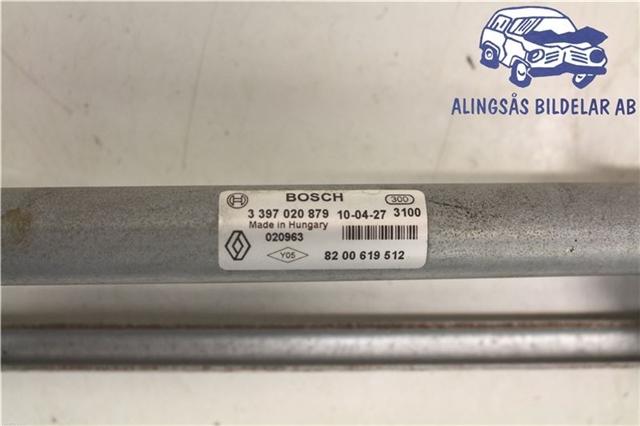 ALINGSÅS BILDELAR AB
BOSCH 300
3 397 020 879 10-04-27 3100
Made in Hungary
020963
Y05 82 00 619 512